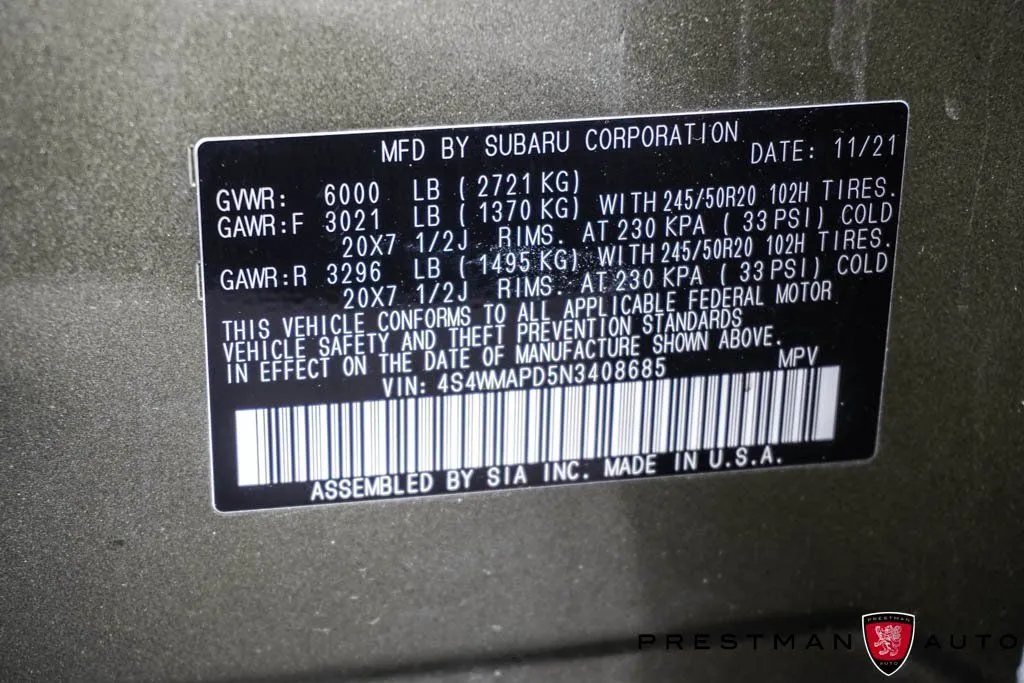 MFD BY SUBARU CORPORATION DATE: 11/21
GVWR: 6000 LB (2721 KG)
GAWR:F 3021 LB (1370 KG) WITH 245/50R20 102H TIRES.
20X7 1/2J RIMS. AT 230 KPA (33 PSI) COLD
GAWR:R 3296 LB (1495 KG) WITH 245/50R20 102H TIRES.
20X7 1/2J RIMS. AT 230 KPA (33 PSI) COLD
THIS VEHICLE CONFORMS TO ALL APPLICABLE FEDERAL MOTOR
VEHICLE SAFETY AND THEFT PREVENTION STANDARDS
IN EFFECT ON THE DATE OF MANUFACTURE SHOWN ABOVE.
VIN: 4S4WMAPD5N3408685 MPV
ASSEMBLED BY SIA INC. MADE IN U.S.A.
PRESTMAN AUTO
PRESTMAN
AUTO